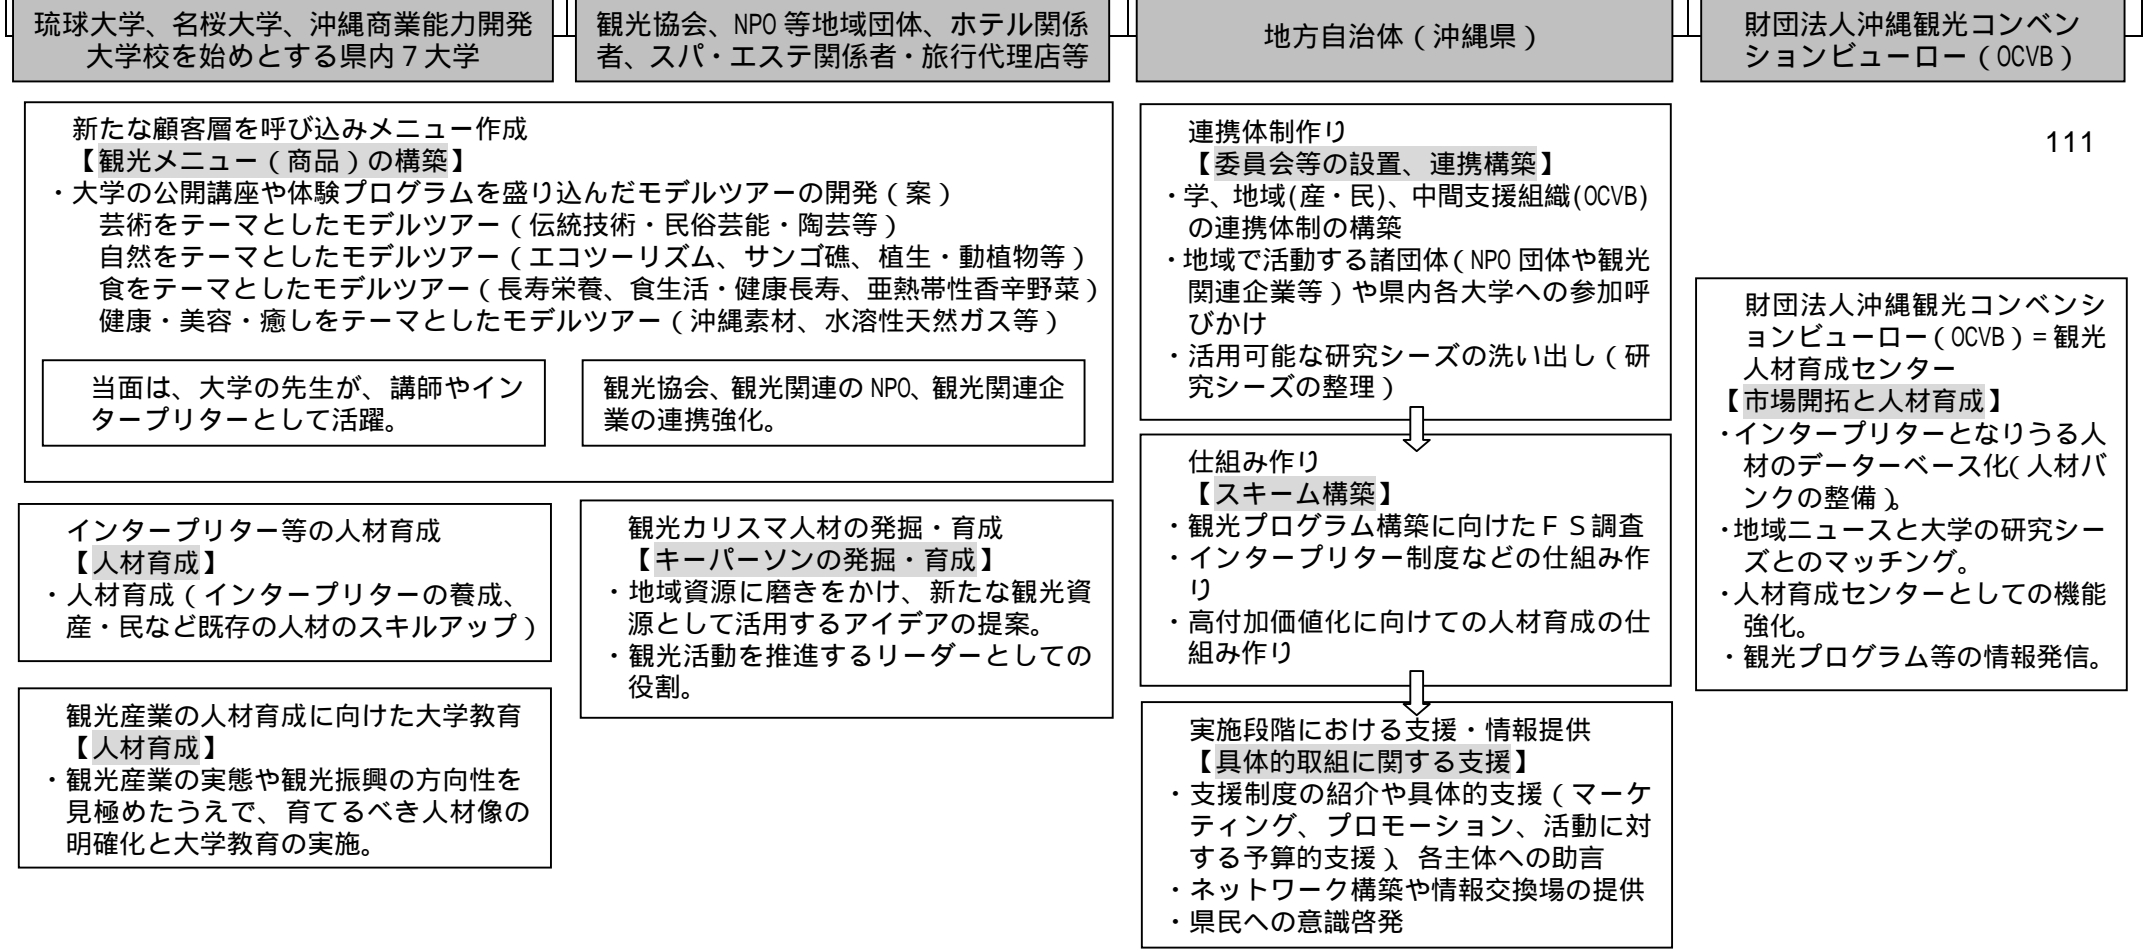 琉球大学、名桜大学、沖縄商業能力開発
大学校を始めとする県内７大学
観光協会、NPO等地域団体、ホテル関係
者、スパ・エステ関係者・旅行代理店等
地方自治体（沖縄県）
財団法人沖縄観光コンベン
ションビューロー（OCVB）
新たな顧客層を呼び込みメニュー作成
【観光メニュー（商品）の構築】
・大学の公開講座や体験プログラムを盛り込んだモデルツアーの開発（案）
芸術をテーマとしたモデルツアー（伝統技術・民俗芸能・陶芸等）
自然をテーマとしたモデルツアー（エコツーリズム、サンゴ礁、植生・動植物等）
食をテーマとしたモデルツアー（長寿栄養、食生活・健康長寿、亜熱帯性香辛野菜）
健康・美容・癒しをテーマとしたモデルツアー（沖縄素材、水溶性天然ガス等）
当面は、大学の先生が、講師やイン
タープリターとして活躍。
観光協会、観光関連の NPO、観光関連企
業の連携強化。
インタープリター等の人材育成
【人材育成】
・人材育成（インタープリターの養成、
産・民など既存の人材のスキルアップ）
観光産業の人材育成に向けた大学教育
【人材育成】
・観光産業の実態や観光振興の方向性を
見極めたうえで、育てるべき人材像の
明確化と大学教育の実施。
観光カリスマ人材の発掘・育成
【キーパーソンの発掘・育成】
・地域資源に磨きをかけ、新たな観光資
源として活用するアイデアの提案。
・観光活動を推進するリーダーとしての
役割。
連携体制作り
【委員会等の設置、連携構築】
・学、地域(産・民)、中間支援組織(OCVB)
の連携体制の構築
・地域で活動する諸団体（NPO 団体や観光
関連企業等）や県内各大学への参加呼
びかけ
・活用可能な研究シーズの洗い出し（研
究シーズの整理）
仕組み作り
【スキーム構築】
・観光プログラム構築に向けたＦＳ調査
・インタープリター制度などの仕組み作
り
・高付加価値化に向けての人材育成の仕
組み作り
実施段階における支援・情報提供
【具体的取組に関する支援】
・支援制度の紹介や具体的支援（マーケ
ティング、プロモーション、活動に対
する予算的支援）、各主体への助言
・ネットワーク構築や情報交換場の提供
・県民への意識啓発
111
財団法人沖縄観光コンベンシ
ョンビューロー（OCVB）=観光
人材育成センター
【市場開拓と人材育成】
・インタープリターとなりうる人
材のデーターベース化（人材バ
ンクの整備）。
・地域ニュースと大学の研究シー
ズとのマッチング。
・人材育成センターとしての機能
強化。
・観光プログラム等の情報発信。